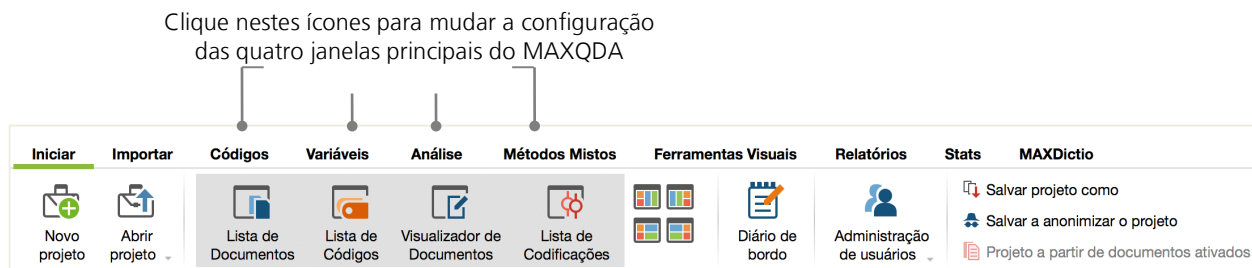 Clique nestes ícones para mudar a configuração
das quatro janelas principais do MAXQDA
Iniciar Importar Códigos Variáveis Análise Métodos Mistos Ferramentas Visuais Relatórios Stats MAXDictio
Novo
projeto
Abrir
projeto
Lista de
Documentos
Lista de
Códigos
Visualizador de
Documentos
Lista de
Codificações
Diário de
bordo
Administração
de usuários
Salvar projeto como
Salvar a anonimizar o projeto
Projeto a partir de documentos ativados